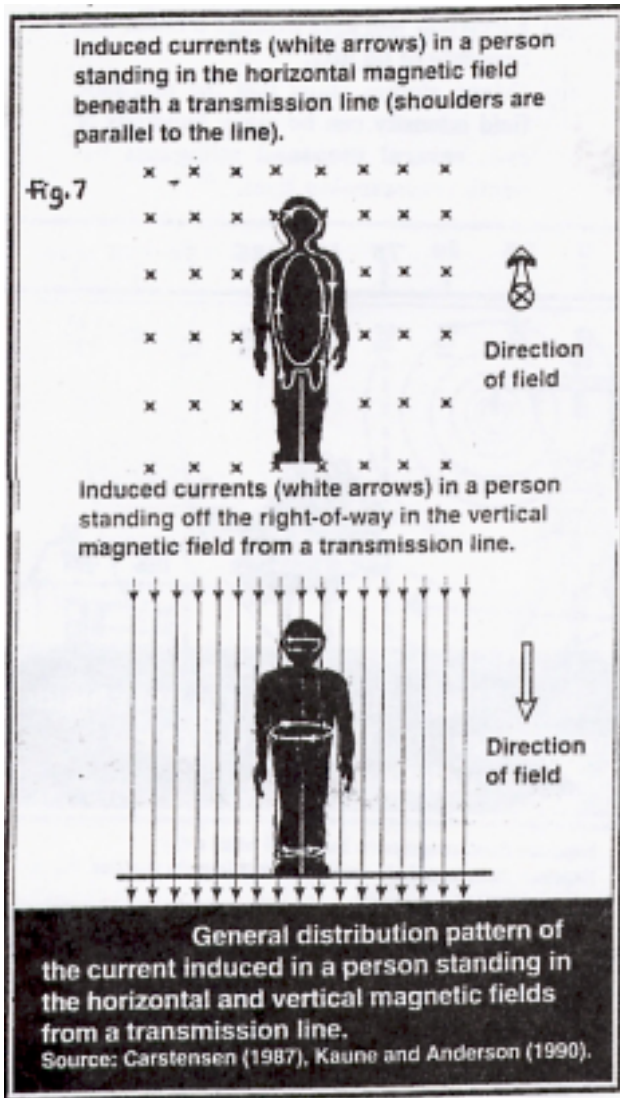 Induced currents (white arrows) in a person
standing in the horizontal magnetic field
beneath a transmission line (shoulders are
parallel to the line).
Fig.7
Direction
of field
Induced currents (white arrows) in a person
standing off the right-of-way in the vertical
magnetic field from a transmission line.
Direction
of field
General distribution pattern of
the current induced in a person standing in
the horizontal and vertical magnetic fields
from a transmission line.
Source: Carstensen (1987), Kaune and Anderson (1990).